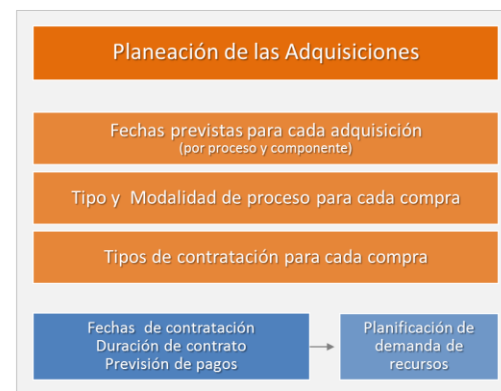 Planeación de las Adquisiciones
Fechas previstas para cada adquisición
(por proceso y componente)
Tipo y Modalidad de proceso para cada compra
Tipos de contratación para cada compra
Fechas de contratación
Duración de contrato
Previsión de pagos
Planificación de
demanda de
recursos